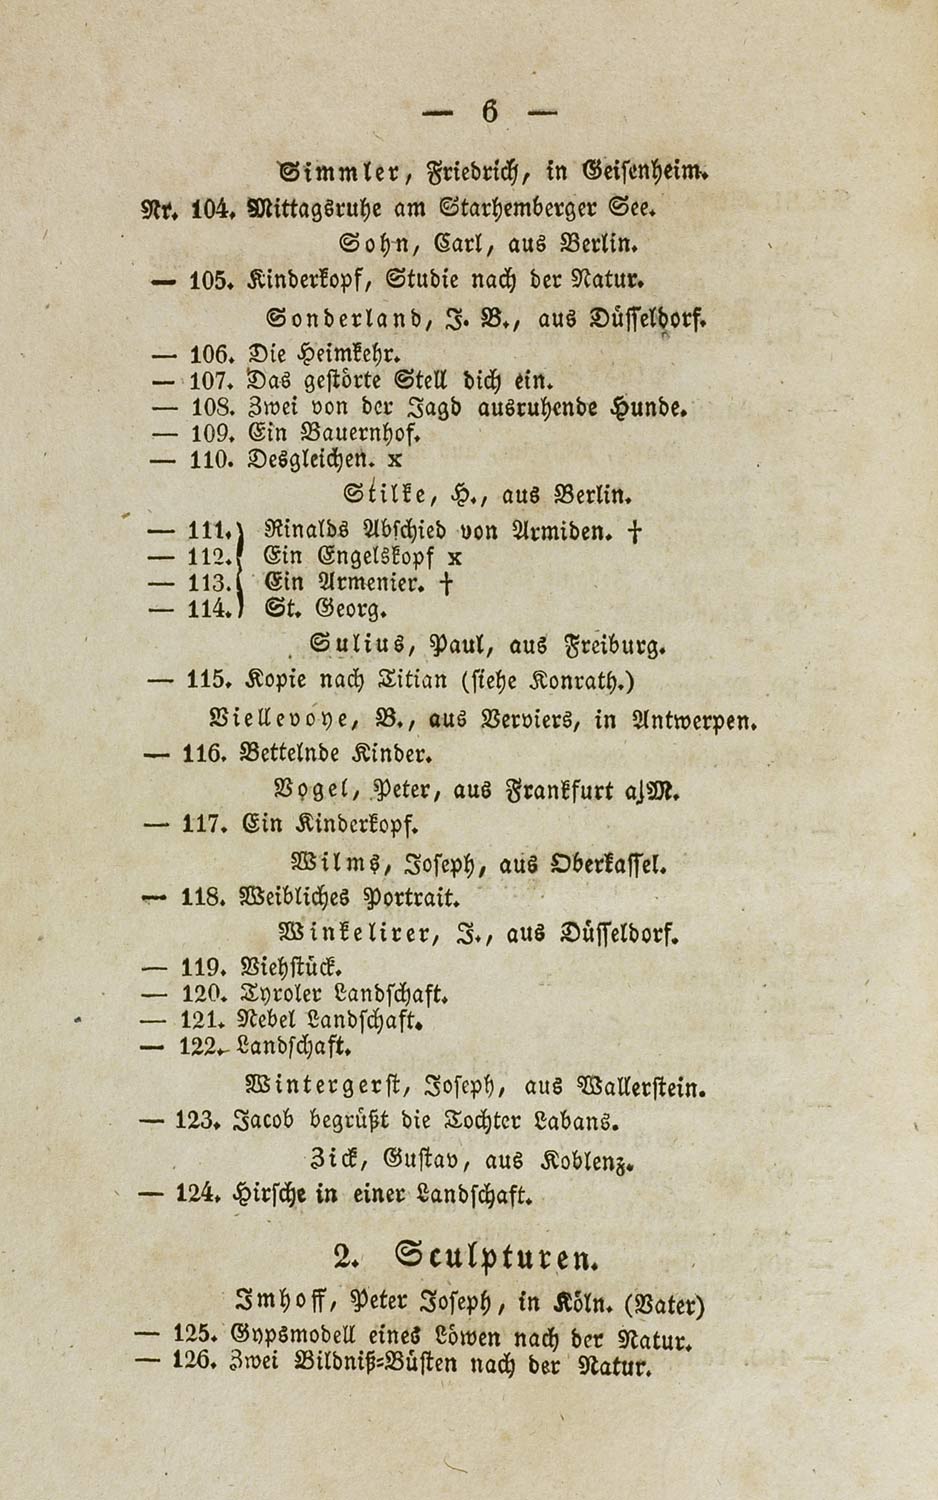 — 6 —
Simmler, Friedrich, in Geisenheim.
Nr. 104. Mittagsruhe am Starhemberger See.
Sohn, Carl, aus Berlin.
— 105. Kinderkopf, Studie nach der Natur.
Sonderland, J. B., aus Düsseldorf.
— 106. Die Heimkehr.
— 107. Das gestörte Stell dich ein.
— 108. Zwei von der Jagd ausruhende Hunde.
— 109. Ein Bauernhof.
— 110. Desgleichen. x
Stilke, H., aus Berlin.
— 111. Rinalds Abschied von Armiden. †
— 112. Ein Engelskopf x
— 113. Ein Armenier. †
— 114. St. Georg.
Sulius, Paul, aus Freiburg.
— 115. Kopie nach Titian (siehe Konrath.)
Viellevoye, B., aus Verviers, in Antwerpen.
— 116. Bettelnde Kinder.
Vogel, Peter, aus Frankfurt a/M.
— 117. Ein Kinderkopf.
Wilms, Joseph, aus Oberkassel.
— 118. Weibliches Portrait.
Winkelirer, J., aus Düsseldorf.
— 119. Viehstück.
— 120. Tyroler Landschaft.
— 121. Nebel Landschaft.
— 122. Landschaft.
Wintergerst, Joseph, aus Wallerstein.
— 123. Jacob begrüßt die Tochter Labans.
Zick, Gustav, aus Koblenz.
— 124. Hirsche in einer Landschaft.
2. Sculpturen.
Imhoff, Peter Joseph, in Köln. (Vater)
— 125. Gypsmodell eines Löwen nach der Natur.
— 126. Zwei Bildniß-Büsten nach der Natur.